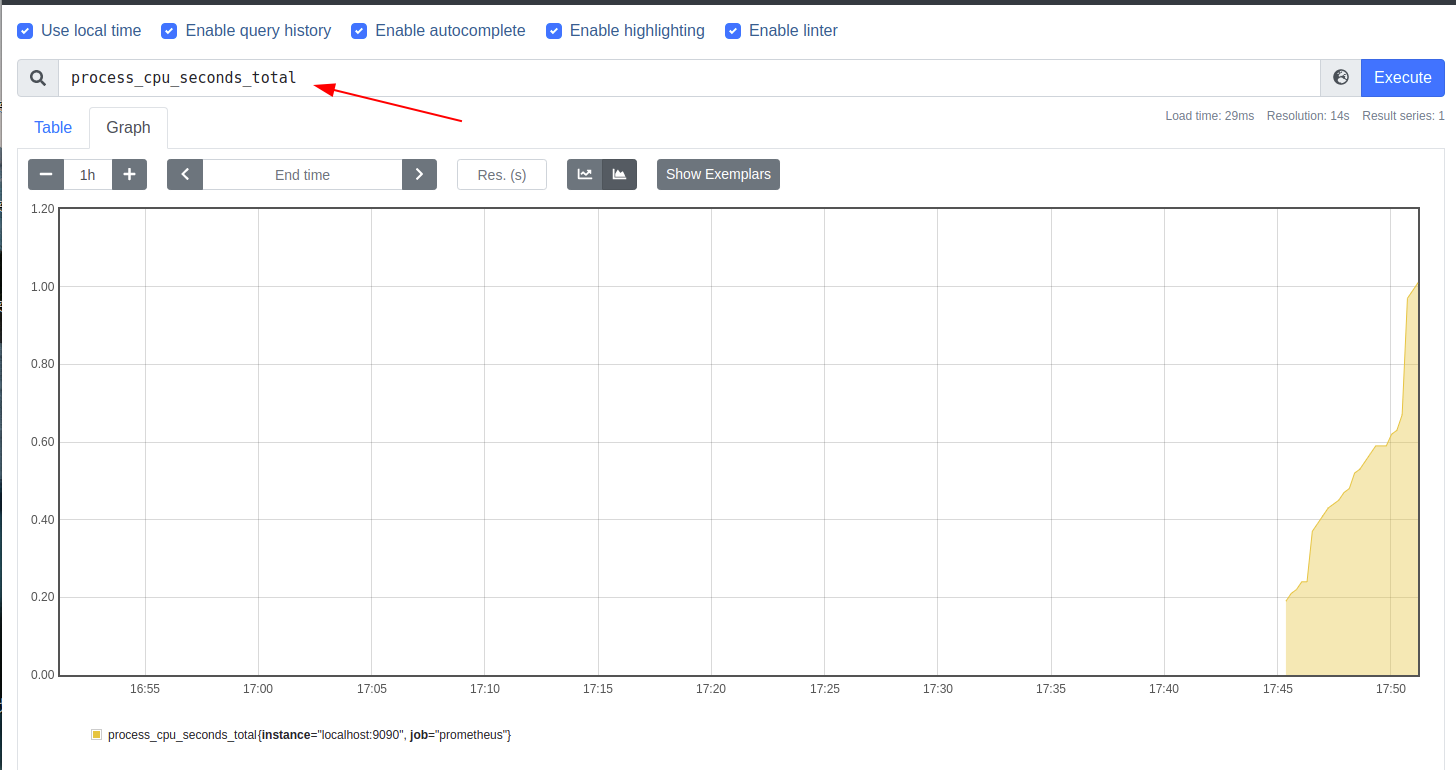 Use local time Enable query history Enable autocomplete Enable highlighting Enable linter
process_cpu_seconds_total Execute
Load time: 29ms Resolution: 14s Result series: 1
Table Graph
1h End time Res. (s) Show Exemplars
1.20
1.00
0.80
0.60
0.40
0.20
0.00
16:55 17:00 17:05 17:10 17:15 17:20 17:25 17:30 17:35 17:40 17:45 17:50
process_cpu_seconds_total{instance="localhost:9090", job="prometheus"}